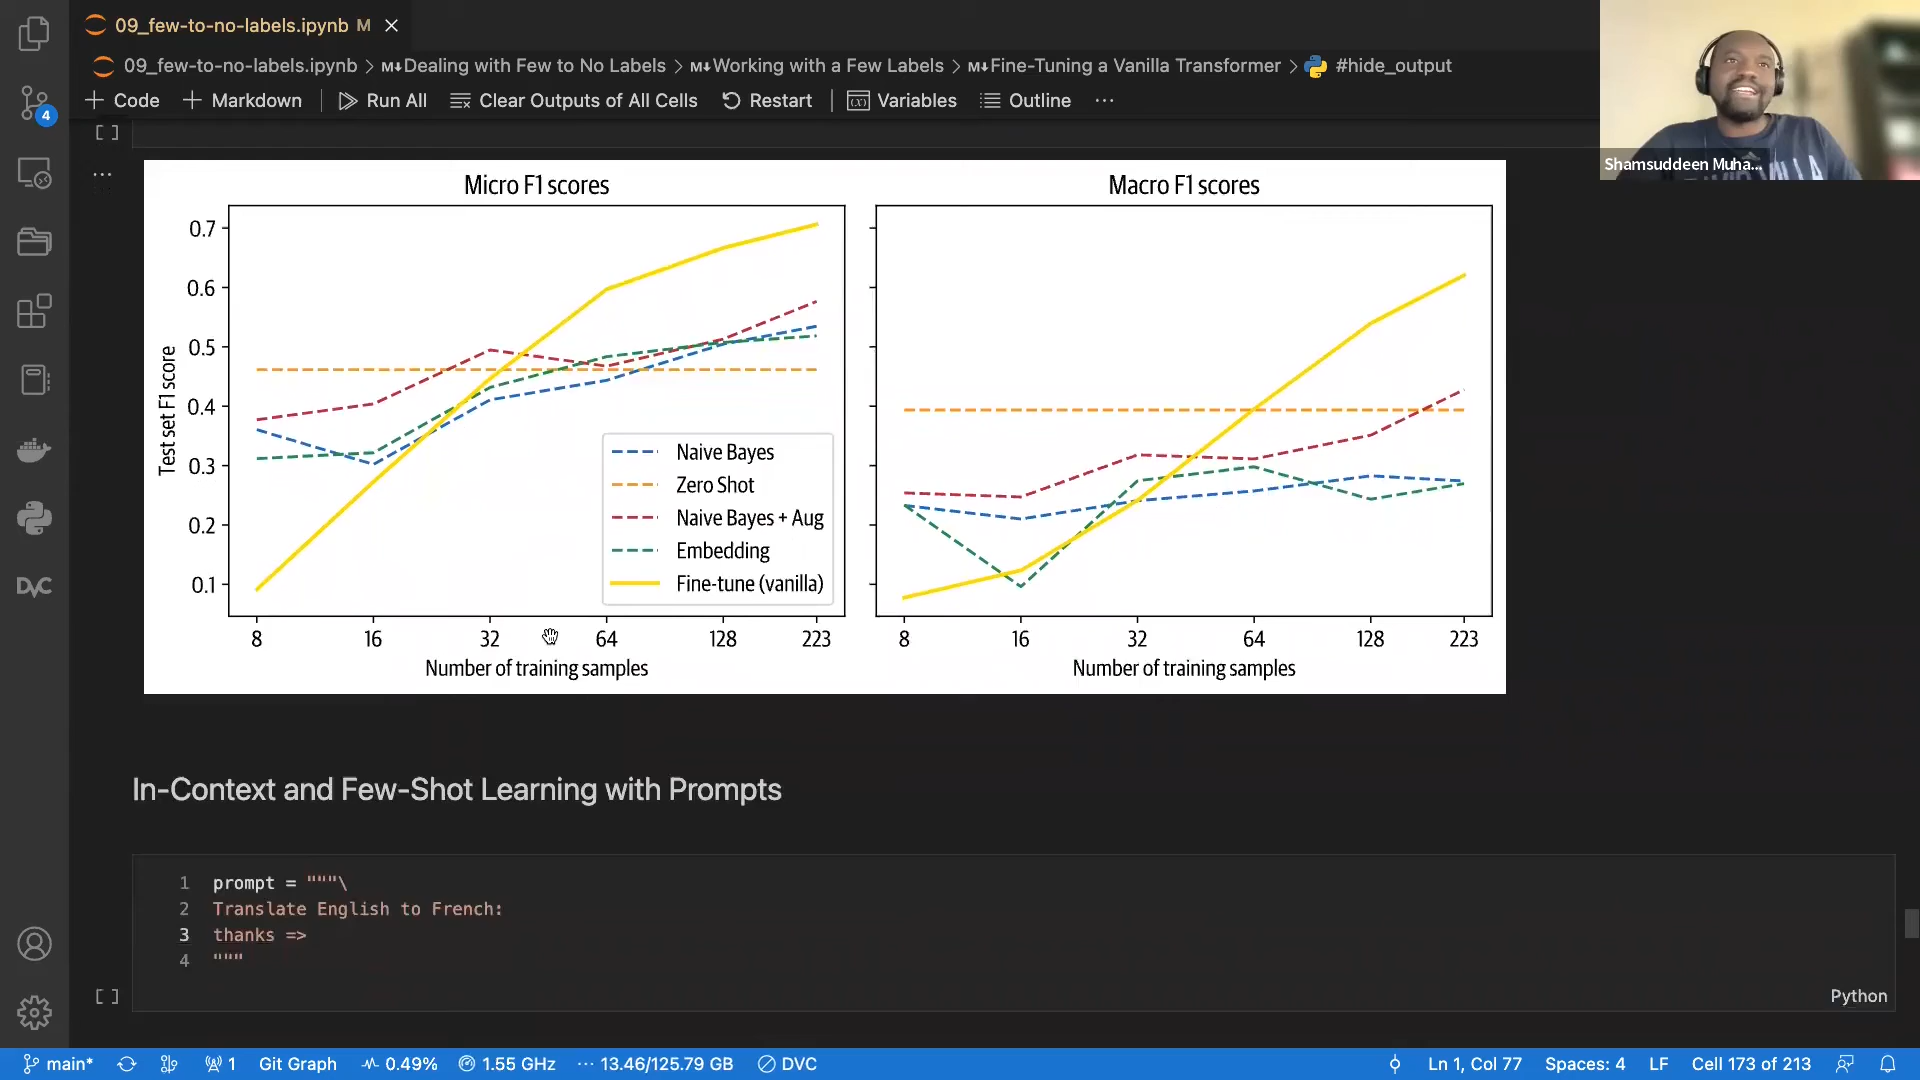 09_few-to-no-labels.ipynb M
09_few-to-no-labels.ipynb > M↓Dealing with Few to No Labels > M↓Working with a Few Labels > M↓Fine-Tuning a Vanilla Transformer > #hide_output
+ Code + Markdown Run All Clear Outputs of All Cells Restart Variables Outline ...
Shamsuddeen Muha...
4
[ ]
...
Micro F1 scores
Macro F1 scores
Test set F1 score
0.7
0.6
0.5
0.4
0.3
0.2
0.1
Naive Bayes
Zero Shot
Naive Bayes + Aug
Embedding
Fine-tune (vanilla)
8 16 32 64 128 223
8 16 32 64 128 223
Number of training samples
Number of training samples
DVC
In-Context and Few-Shot Learning with Prompts
1 prompt = """\
2 Translate English to French:
3 thanks =>
4 """
[ ]
Python
main* 1 Git Graph 0.49% 1.55 GHz ... 13.46/125.79 GB DVC Ln 1, Col 77 Spaces: 4 LF Cell 173 of 213